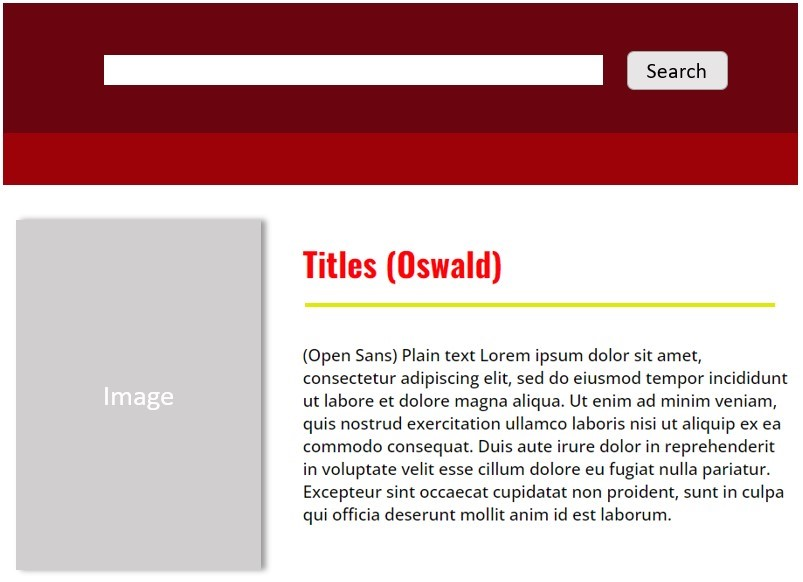 Search
Titles (Oswald)
Image
(Open Sans) Plain text Lorem ipsum dolor sit amet,
consectetur adipiscing elit, sed do eiusmod tempor incididunt
ut labore et dolore magna aliqua. Ut enim ad minim veniam,
quis nostrud exercitation ullamco laboris nisi ut aliquip ex ea
commodo consequat. Duis aute irure dolor in reprehenderit
in voluptate velit esse cillum dolore eu fugiat nulla pariatur.
Excepteur sint occaecat cupidatat non proident, sunt in culpa
qui officia deserunt mollit anim id est laborum.